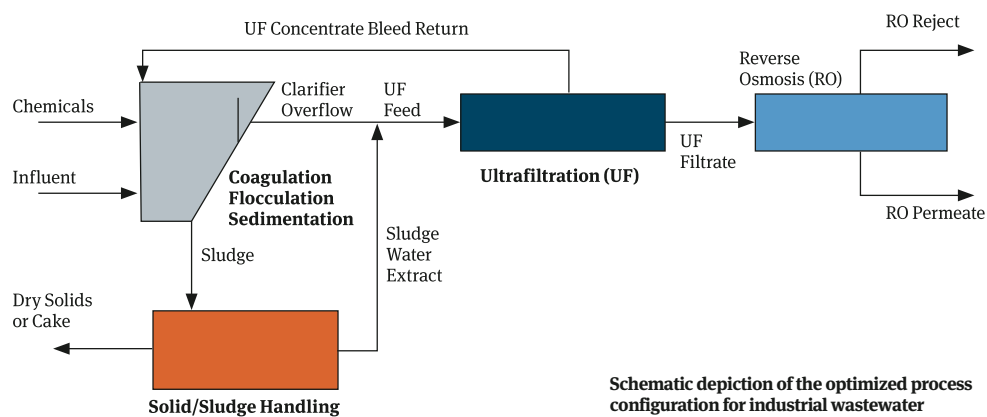 UF Concentrate Bleed Return
RO Reject
Reverse
Osmosis (RO)
Chemicals
Clarifier
Overflow
UF
Feed
UF
Filtrate
Influent
Coagulation
Flocculation
Sedimentation
Ultrafiltration (UF)
RO Permeate
Sludge
Sludge
Water
Extract
Dry Solids
or Cake
Solid/Sludge Handling
Schematic depiction of the optimized process
configuration for industrial wastewater